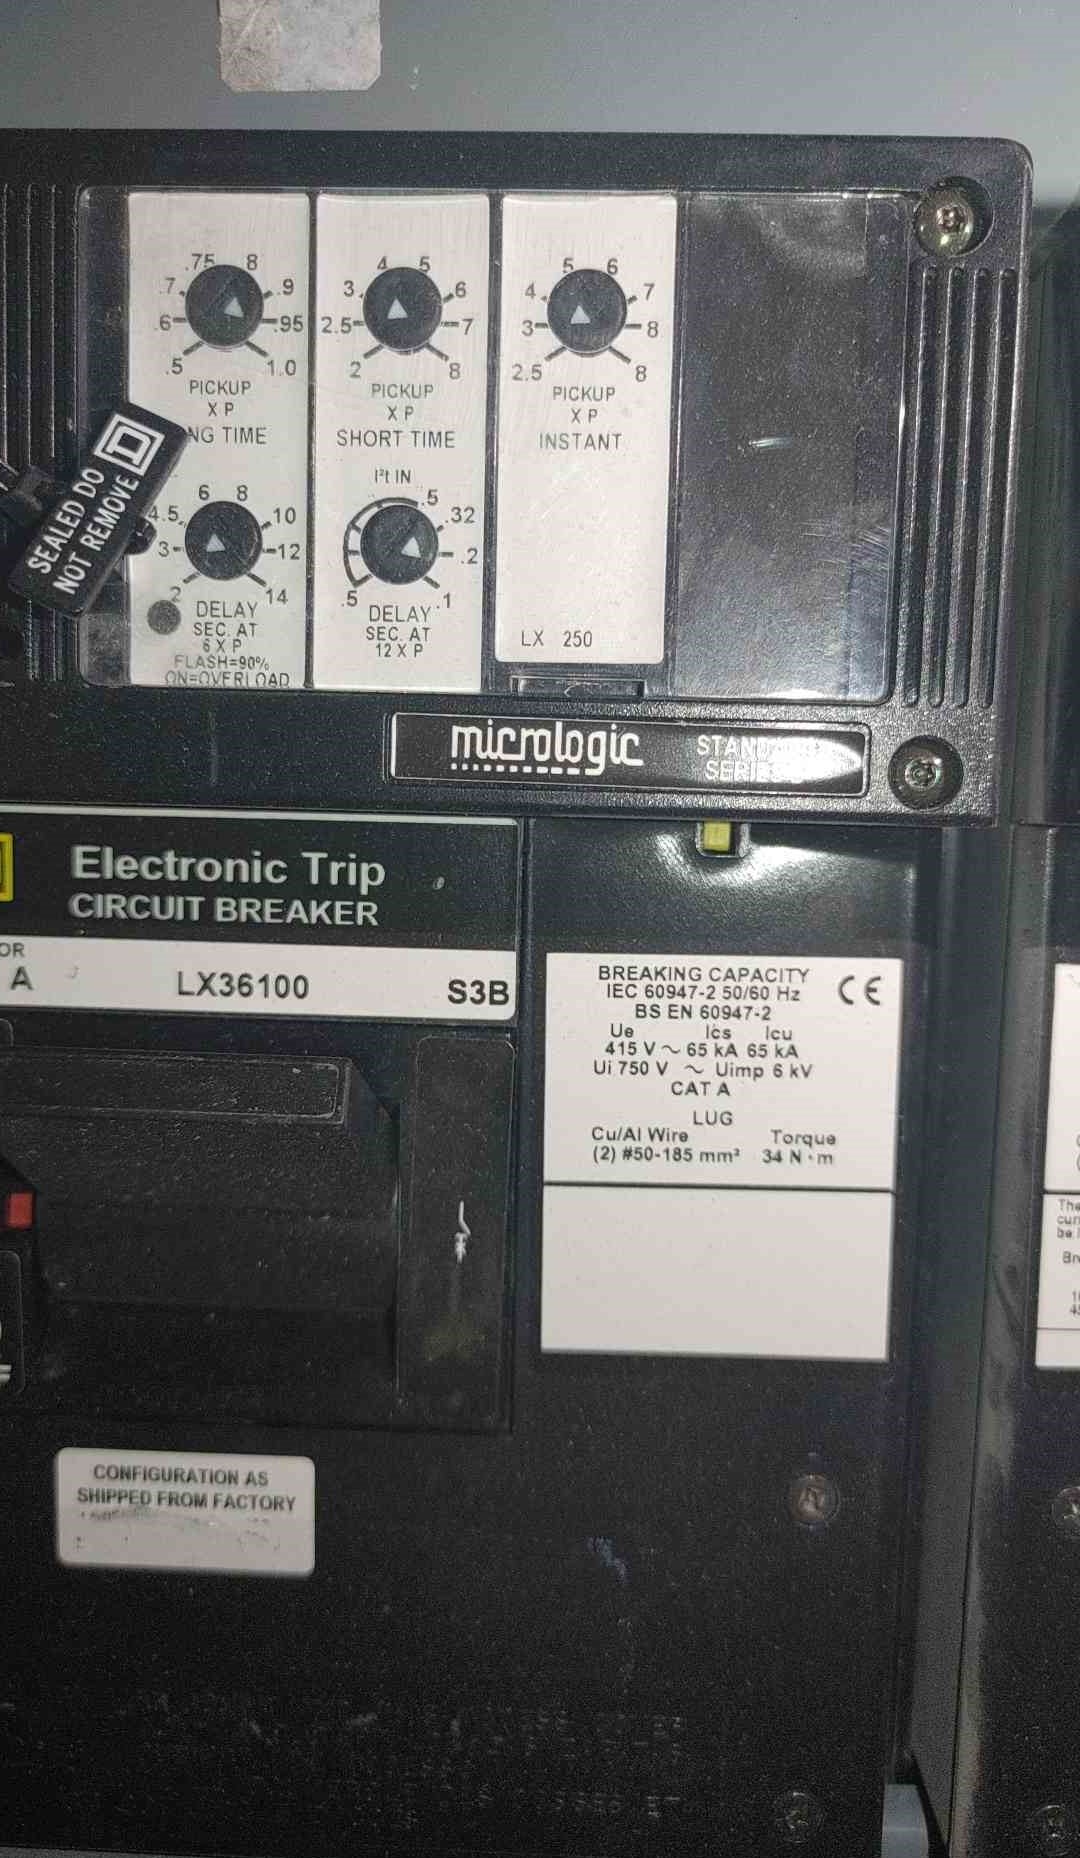 .75 8
.7 .9
.6 .95
.5 1.0
PICKUP
X P
NG TIME
6 8
4.5 10
3 12
2 14
DELAY
SEC. AT
6 X P
FLASH=90%
ON=OVERLOAD
4 5
3 6
2.5 7
2 8
PICKUP
X P
SHORT TIME
I²t IN
.5
.32
.2
.5 .1
DELAY
SEC. AT
12 X P
5 6
4 7
3 8
2.5 8
PICKUP
X P
INSTANT
LX 250
SEALED DO
NOT REMOVE
micrologic
Electronic Trip
CIRCUIT BREAKER
OR
A LX36100 S3B
BREAKING CAPACITY
IEC 60947-2 50/60 Hz CE
BS EN 60947-2
Ue Ics Icu
415 V ~ 65 kA 65 kA
Ui 750 V ~ Uimp 6 kV
CAT A
LUG
Cu/Al Wire Torque
(2) #50-185 mm² 34 N·m
CONFIGURATION AS
SHIPPED FROM FACTORY
The
cur
be